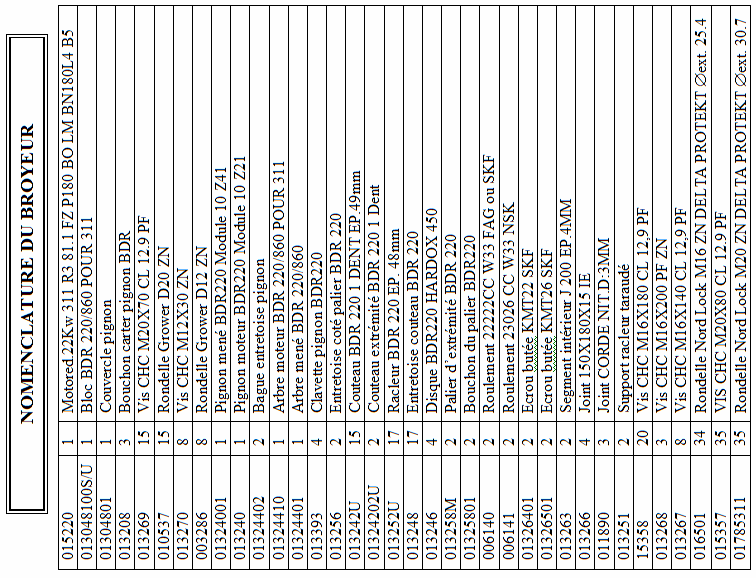 NOMENCLATURE DU BROYEUR
015220 1 Motored.22Kw 311 R3 81.1 FZ P180 BO LM BN180L4 B5
013048100S/U 1 Bloc BDR 220/860 POUR 311
01304801 1 Couvercle pignon
013208 3 Bouchon carter pignon BDR
013269 15 Vis CHC M20X70 CL 12.9 PF
010537 15 Rondelle Grower D20 ZN
013270 8 Vis CHC M12X30 ZN
003286 8 Rondelle Grower D12 ZN
01324001 1 Pignon mené BDR220 Module 10 Z41
013240 1 Pignon moteur BDR220 Module 10 Z21
01324402 2 Bague entretoise pignon
01324410 1 Arbre moteur BDR 220/860 POUR 311
01324401 1 Arbre mené BDR 220/860
013393 4 Clavette pignon BDR220
013256 2 Entretoise coté palier BDR 220
013242U 15 Couteau BDR 220 1 DENT EP.49mm
01324202U 2 Couteau extrémité BDR 220 1 Dent
013252U 17 Racleur BDR 220 EP. 48mm
013248 17 Entretoise couteau BDR 220
013246 4 Disque BDR220 HARDOX 450
013258M 2 Palier d'extrémité BDR 220
01325801 2 Bouchon du palier BDR220
006140 2 Roulement 22222CC W33 FAG ou SKF
006141 2 Roulement 23026 CC W33 NSK
01326401 2 Ecrou butée KMT22 SKF
01326501 2 Ecrou butée KMT26 SKF
013263 2 Segment intérieur J 200 EP.4MM
013266 4 Joint 150X180X15 IE
011890 3 Joint CORDE NIT.D:3MM
013251 2 Support racleur taraudé
15358 20 Vis CHC M16X180 CL 12,9 PF
013268 3 Vis CHC M16X200 PF ZN
013267 8 Vis CHC M16X140 CL 12,9 PF
016501 34 Rondelle Nord Lock M16 ZN DELTA PROTEKT ∅ext. 25.4
015357 35 VIS CHC M20X80 CL 12.9 PF
01785311 35 Rondelle Nord Lock M20 ZN DELTA PROTEKT ∅ext. 30.7